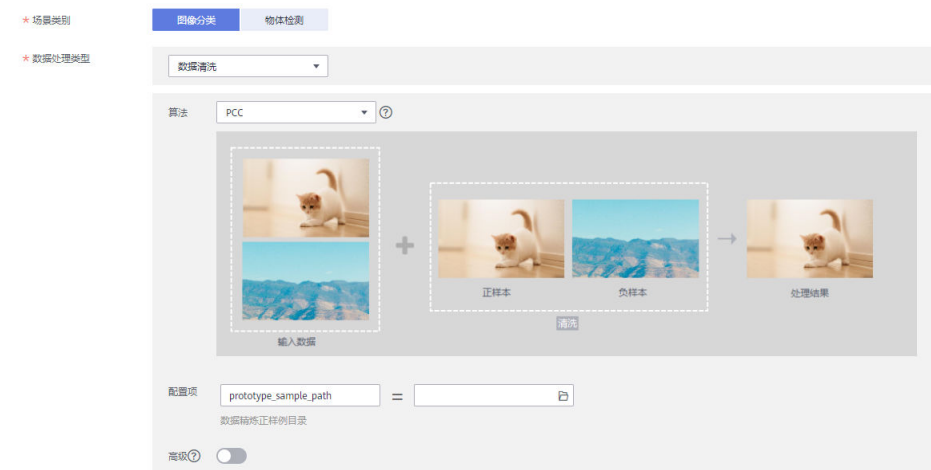 * 场景类别 图像分类 物体检测
* 数据处理类型 数据清洗
算法 PCC ?
正样本 负样本 处理结果
清洗
输入数据
配置项 prototype_sample_path =
数据精炼正样例目录
高级 ?